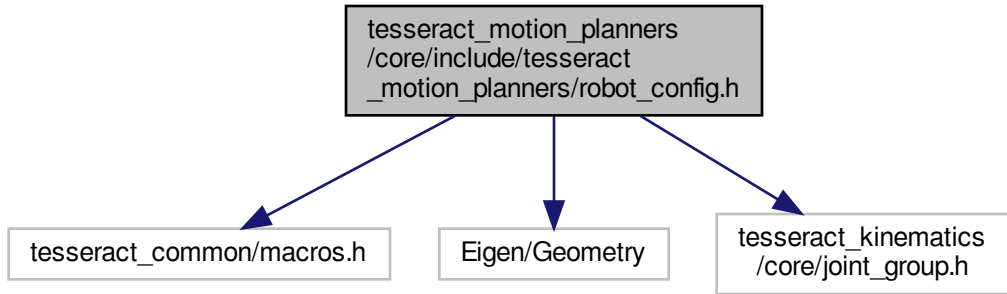 tesseract_motion_planners
/core/include/tesseract
_motion_planners/robot_config.h
tesseract_common/macros.h
Eigen/Geometry
tesseract_kinematics
/core/joint_group.h